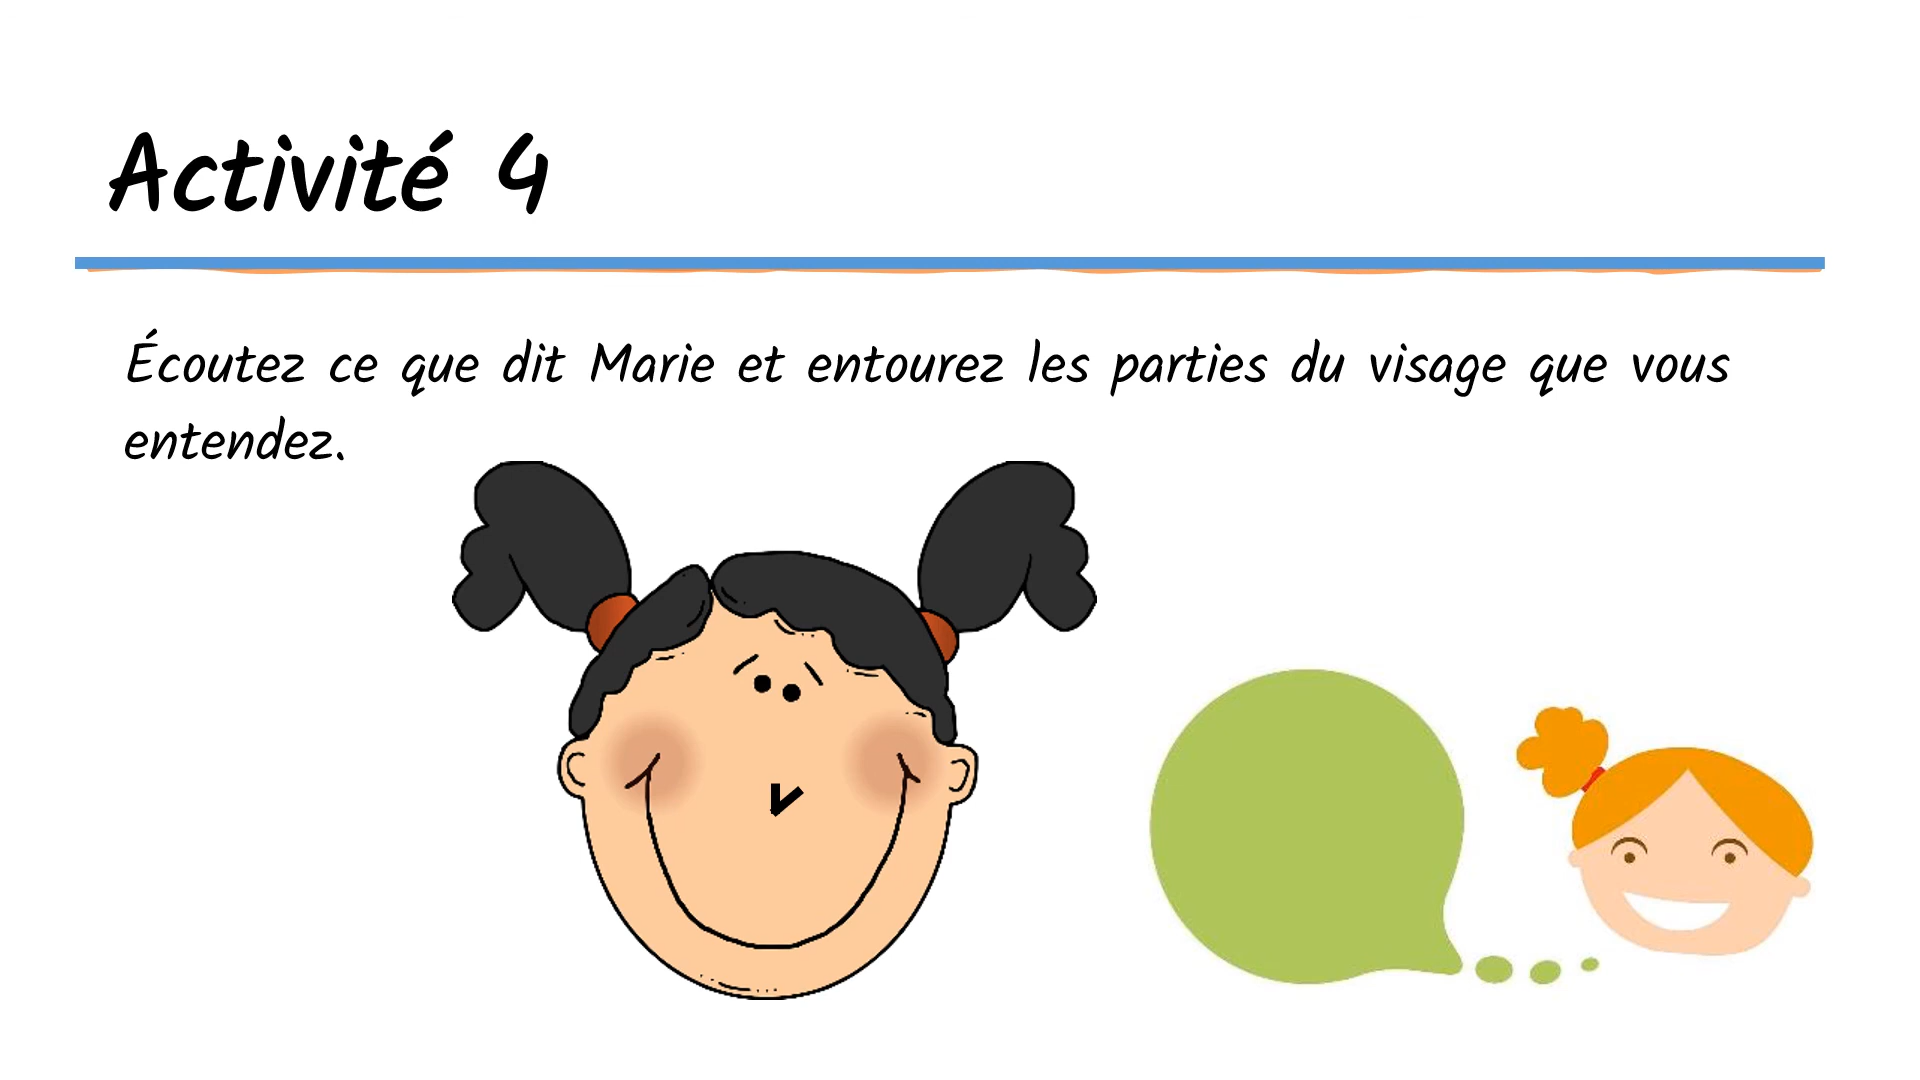 Activité 4
Écoutez ce que dit Marie et entourez les parties du visage que vous
entendez.